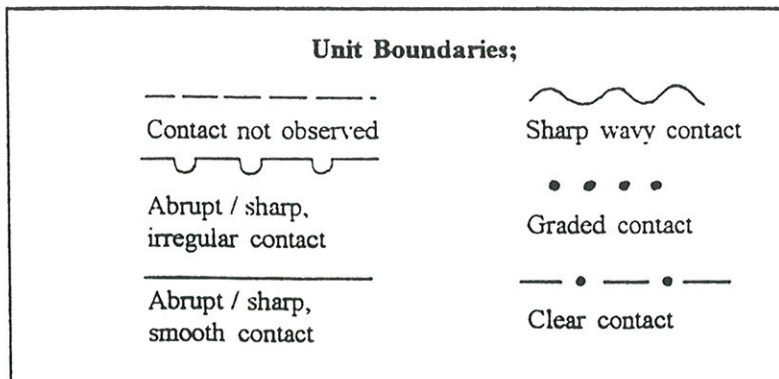 Unit Boundaries;
Contact not observed
Abrupt / sharp,
irregular contact
Abrupt / sharp,
smooth contact
Sharp wavy contact
Graded contact
Clear contact